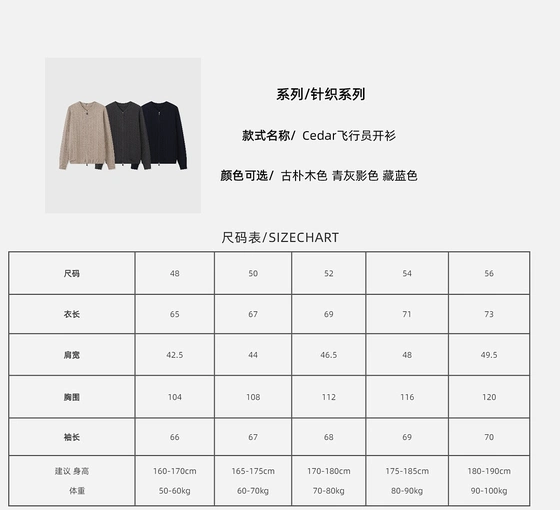 系列/针织系列
款式名称/ Cedar飞行员开衫
颜色可选/ 古朴木色 青灰影色 藏蓝色
尺码表/SIZECHART
尺码 48 50 52 54 56
衣长 65 67 69 71 73
肩宽 42.5 44 46.5 48 49.5
胸围 104 108 112 116 120
袖长 66 67 68 69 70
建议 身高 160-170cm 165-175cm 170-180cm 175-185cm 180-190cm
体重 50-60kg 60-70kg 70-80kg 80-90kg 90-100kg